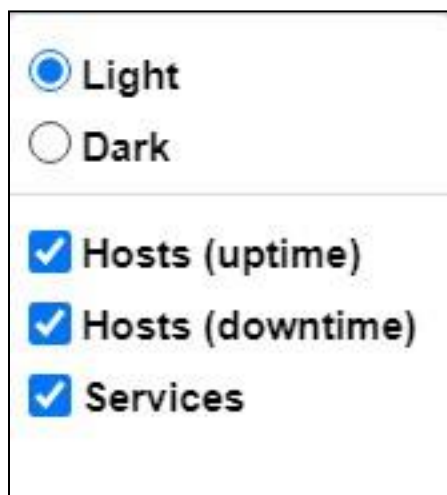 Light
Dark
Hosts (uptime)
Hosts (downtime)
Services